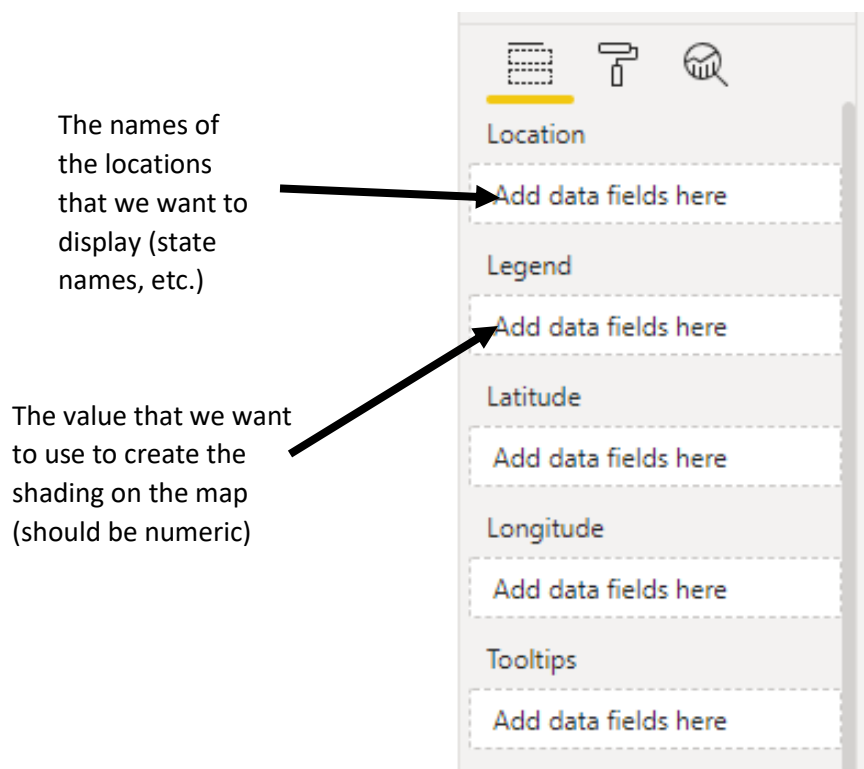 The names of
the locations
that we want to
display (state
names, etc.)
The value that we want
to use to create the
shading on the map
(should be numeric)
Location
Add data fields here
Legend
Add data fields here
Latitude
Add data fields here
Longitude
Add data fields here
Tooltips
Add data fields here